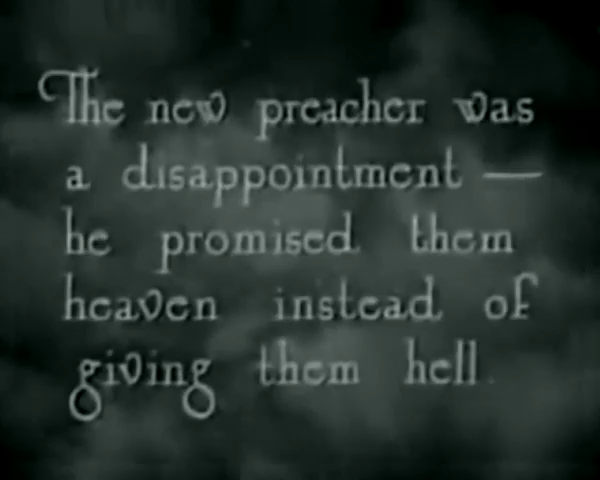 The new preacher was
a disappointment —
he promised them
heaven instead of
giving them hell.